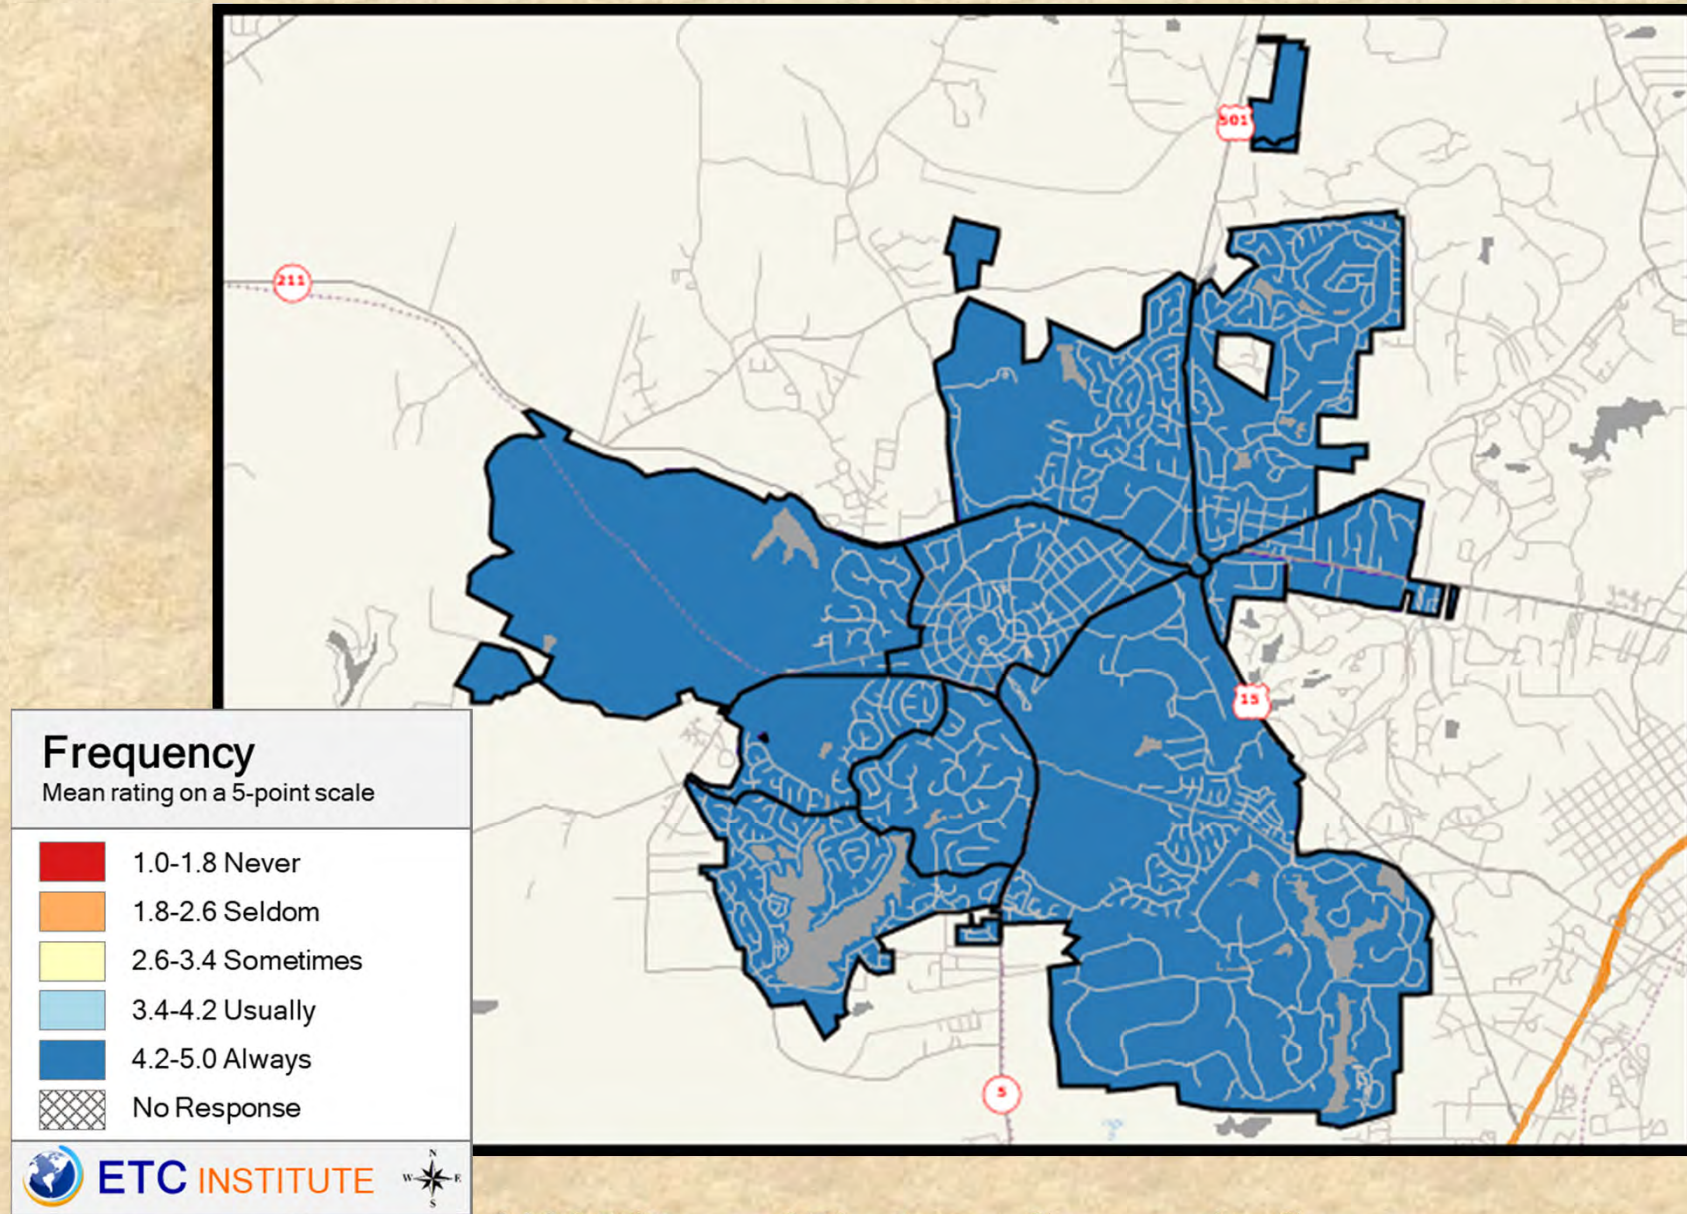 501
211
15
5
Frequency
Mean rating on a 5-point scale
1.0-1.8 Never
1.8-2.6 Seldom
2.6-3.4 Sometimes
3.4-4.2 Usually
4.2-5.0 Always
No Response
ETC INSTITUTE
N
W E
S